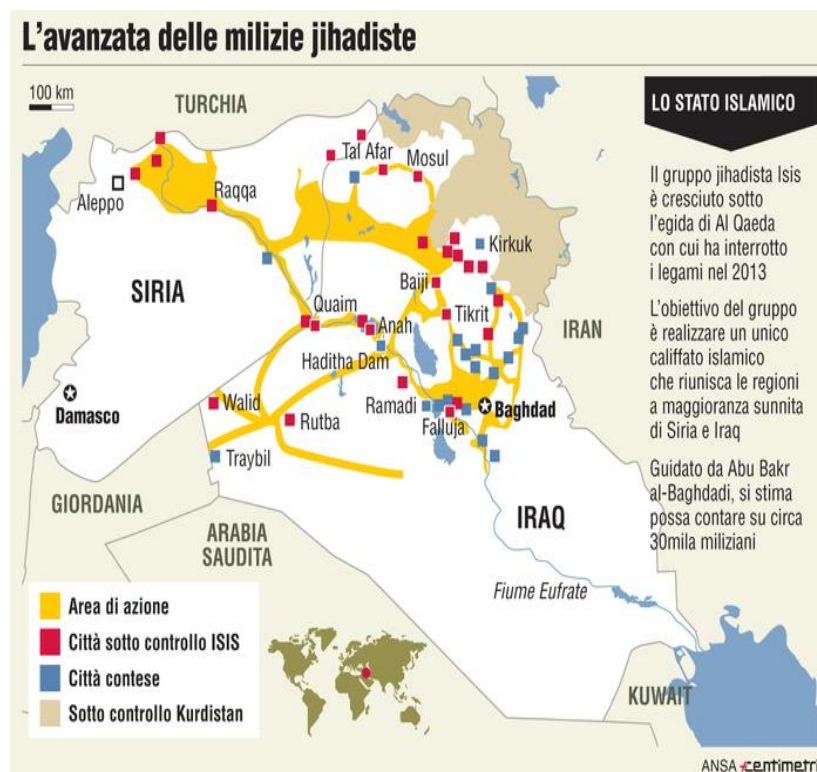 L'avanzata delle milizie jihadiste
100 km
TURCHIA
Tal Afar
Mosul
Aleppo
Raqqa
Kirkuk
SIRIA
Baiji
Quaim
Tikrit
Anah
IRAN
Haditha Dam
Damasco
Walid
Ramadi
Baghdad
Rutba
Falluja
Traybil
GIORDANIA
ARABIA
SAUDITA
IRAQ
Fiume Eufrate
KUWAIT
LO STATO ISLAMICO
Il gruppo jihadista Isis
è cresciuto sotto
l'egida di Al Qaeda
con cui ha interrotto
i legami nel 2013
L'obiettivo del gruppo
è realizzare un unico
califfato islamico
che riunisca le regioni
a maggioranza sunnita
di Siria e Iraq
Guidato da Abu Bakr
al-Baghdadi, si stima
possa contare su circa
30mila miliziani
Area di azione
Città sotto controllo ISIS
Città contese
Sotto controllo Kurdistan
ANSA centimetri